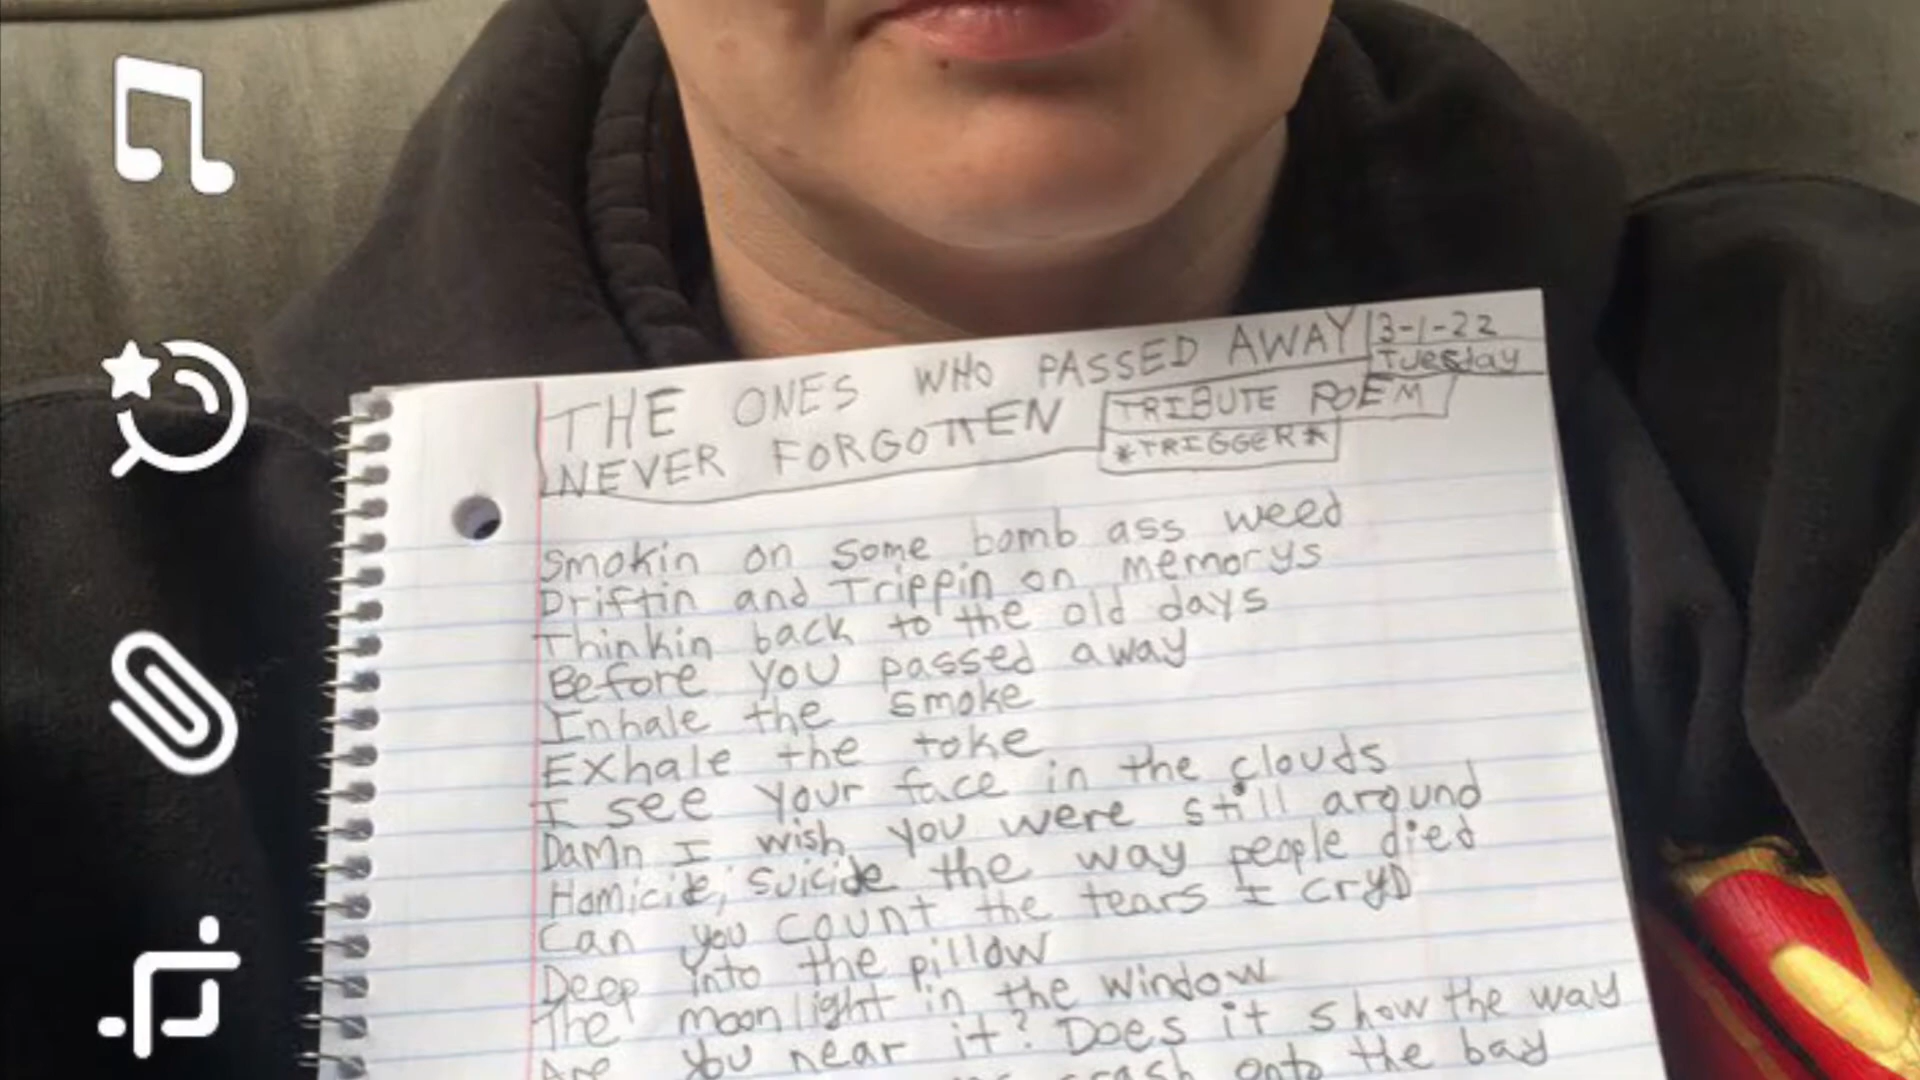 THE ONES WHO PASSED AWAY
3-1-22
Tuesday
NEVER FORGOTTEN
TRIBUTE POEM
*TRIGGER*
Smokin on some bomb ass weed
Driftin and Trippin on memorys
Thinkin back to the old days
Before you passed away
Inhale the smoke
Exhale the toke
I see your face in the clouds
Damn I wish you were still around
Homicide, suicide the way people died
Can you count the tears I cryD
Deep into the pillow
The moonlight in the window
Are you near it? Does it show the way
crash onto the bay